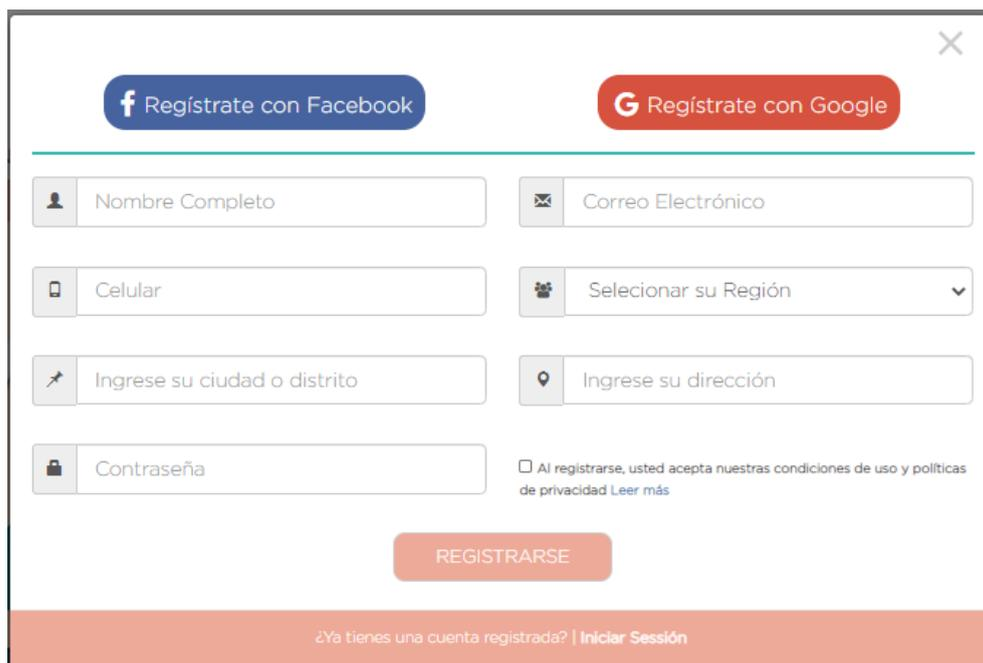 Regístrate con Facebook
Regístrate con Google
Nombre Completo
Correo Electrónico
Celular
Selecionar su Región
Ingrese su ciudad o distrito
Ingrese su dirección
Contraseña
Al registrarse, usted acepta nuestras condiciones de uso y políticas
de privacidad Leer más
REGISTRARSE
¿Ya tienes una cuenta registrada? | Iniciar Sessión